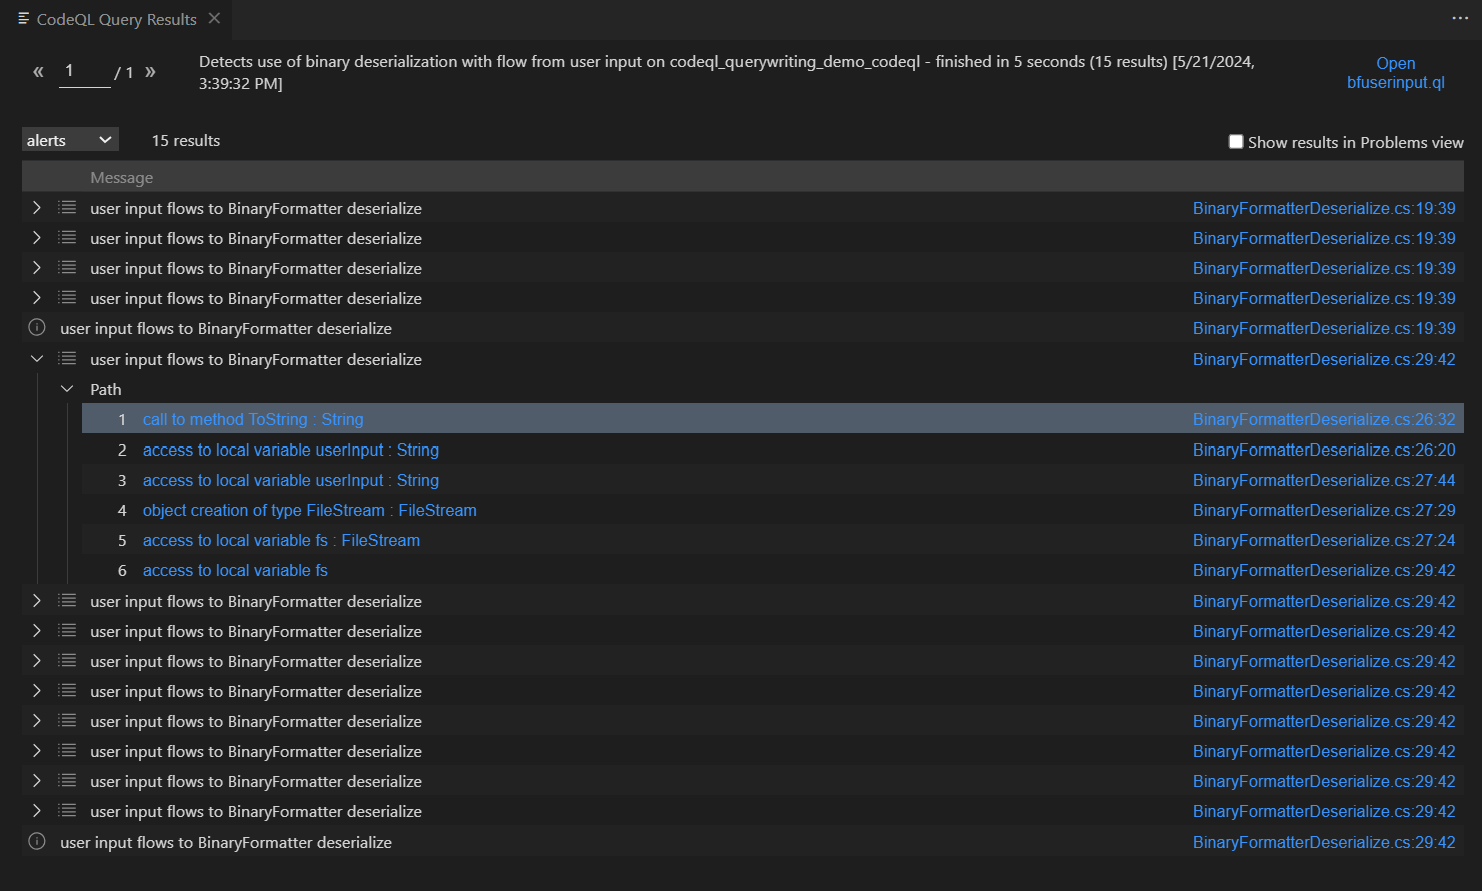 CodeQL Query Results
1 / 1
Detects use of binary deserialization with flow from user input on codeql_querywriting_demo_codeql - finished in 5 seconds (15 results) [5/21/2024,
3:39:32 PM]
Open
bfuserinput.ql
alerts 15 results
Show results in Problems view
Message
user input flows to BinaryFormatter deserialize BinaryFormatterDeserialize.cs:19:39
user input flows to BinaryFormatter deserialize BinaryFormatterDeserialize.cs:19:39
user input flows to BinaryFormatter deserialize BinaryFormatterDeserialize.cs:19:39
user input flows to BinaryFormatter deserialize BinaryFormatterDeserialize.cs:19:39
user input flows to BinaryFormatter deserialize BinaryFormatterDeserialize.cs:19:39
user input flows to BinaryFormatter deserialize BinaryFormatterDeserialize.cs:29:42
Path
1 call to method ToString : String BinaryFormatterDeserialize.cs:26:32
2 access to local variable userInput : String BinaryFormatterDeserialize.cs:26:20
3 access to local variable userInput : String BinaryFormatterDeserialize.cs:27:44
4 object creation of type FileStream : FileStream BinaryFormatterDeserialize.cs:27:29
5 access to local variable fs : FileStream BinaryFormatterDeserialize.cs:27:24
6 access to local variable fs BinaryFormatterDeserialize.cs:29:42
user input flows to BinaryFormatter deserialize BinaryFormatterDeserialize.cs:29:42
user input flows to BinaryFormatter deserialize BinaryFormatterDeserialize.cs:29:42
user input flows to BinaryFormatter deserialize BinaryFormatterDeserialize.cs:29:42
user input flows to BinaryFormatter deserialize BinaryFormatterDeserialize.cs:29:42
user input flows to BinaryFormatter deserialize BinaryFormatterDeserialize.cs:29:42
user input flows to BinaryFormatter deserialize BinaryFormatterDeserialize.cs:29:42
user input flows to BinaryFormatter deserialize BinaryFormatterDeserialize.cs:29:42
user input flows to BinaryFormatter deserialize BinaryFormatterDeserialize.cs:29:42
user input flows to BinaryFormatter deserialize BinaryFormatterDeserialize.cs:29:42